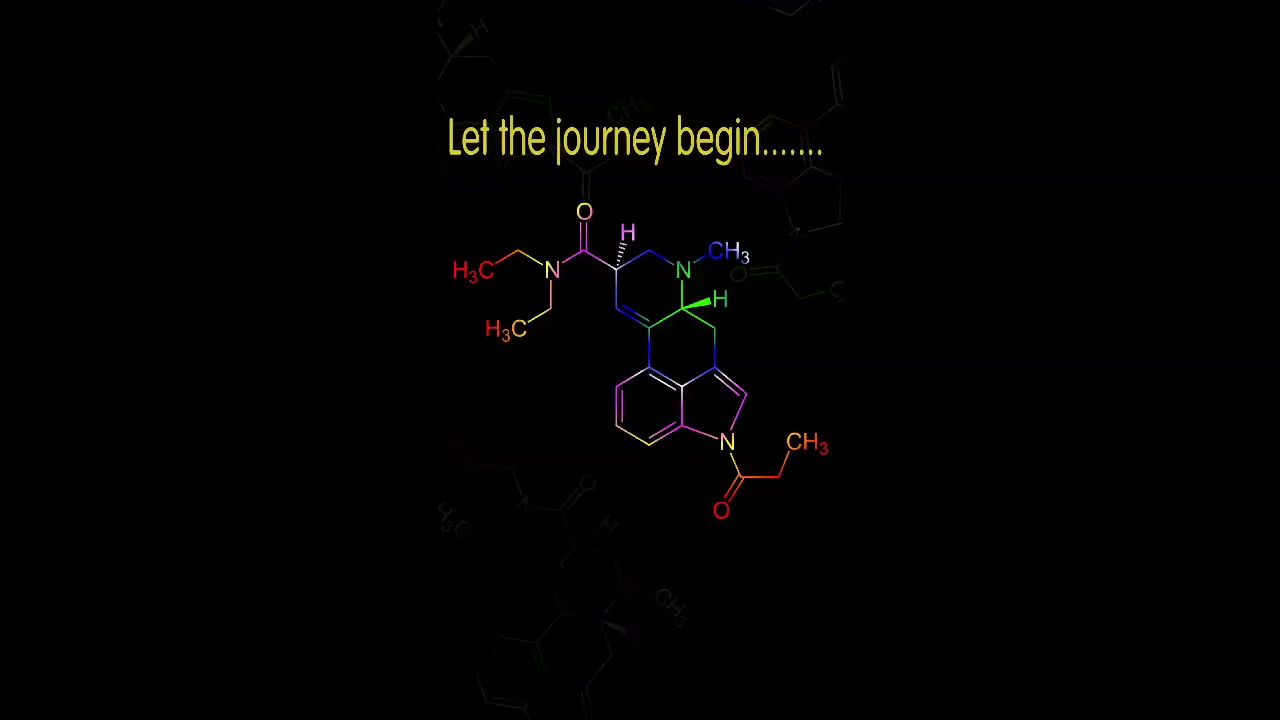 Let the journey begin.......
O
H
H₃C
N
N
CH₃
H
H₃C
N
CH₃
O